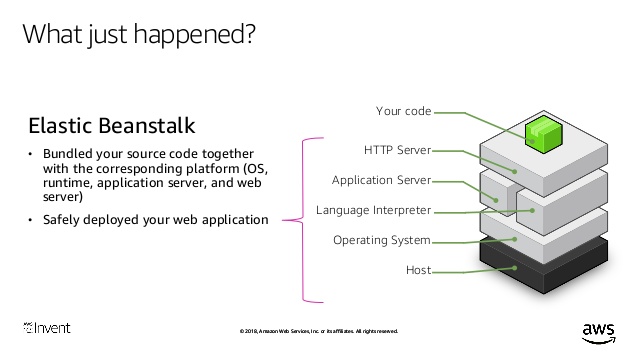 What just happened?
Elastic Beanstalk
• Bundled your source code together
with the corresponding platform (OS,
runtime, application server, and web
server)
• Safely deployed your web application
Your code
HTTP Server
Application Server
Language Interpreter
Operating System
Host
aws re:Invent
© 2018, Amazon Web Services, Inc. or its affiliates. All rights reserved.
aws